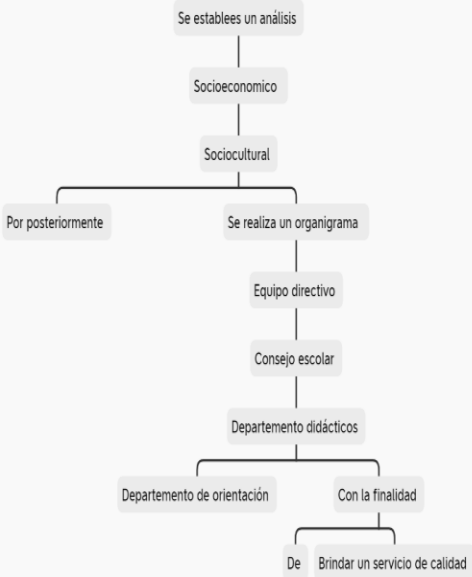 Se establees un análisis
Socioeconomico
Sociocultural
Por posteriormente
Se realiza un organigrama
Equipo directivo
Consejo escolar
Departemento didácticos
Departemento de orientación
Con la finalidad
De
Brindar un servicio de calidad